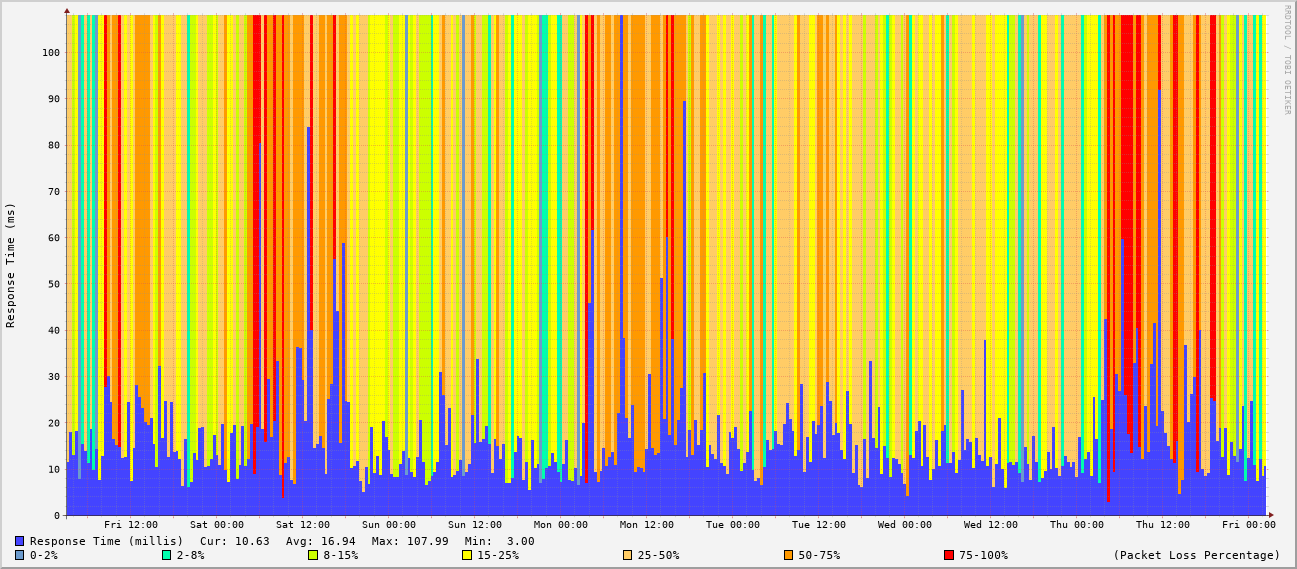 RRDTOOL / TOBI OETIKER
Response Time (ms)
100
90
80
70
60
50
40
30
20
10
0
Fri 12:00 Sat 00:00 Sat 12:00 Sun 00:00 Sun 12:00 Mon 00:00 Mon 12:00 Tue 00:00 Tue 12:00 Wed 00:00 Wed 12:00 Thu 00:00 Thu 12:00 Fri 00:00
Response Time (millis) Cur: 10.63 Avg: 16.94 Max: 107.99 Min: 3.00
0-2% 2-8% 8-15% 15-25% 25-50% 50-75% 75-100% (Packet Loss Percentage)